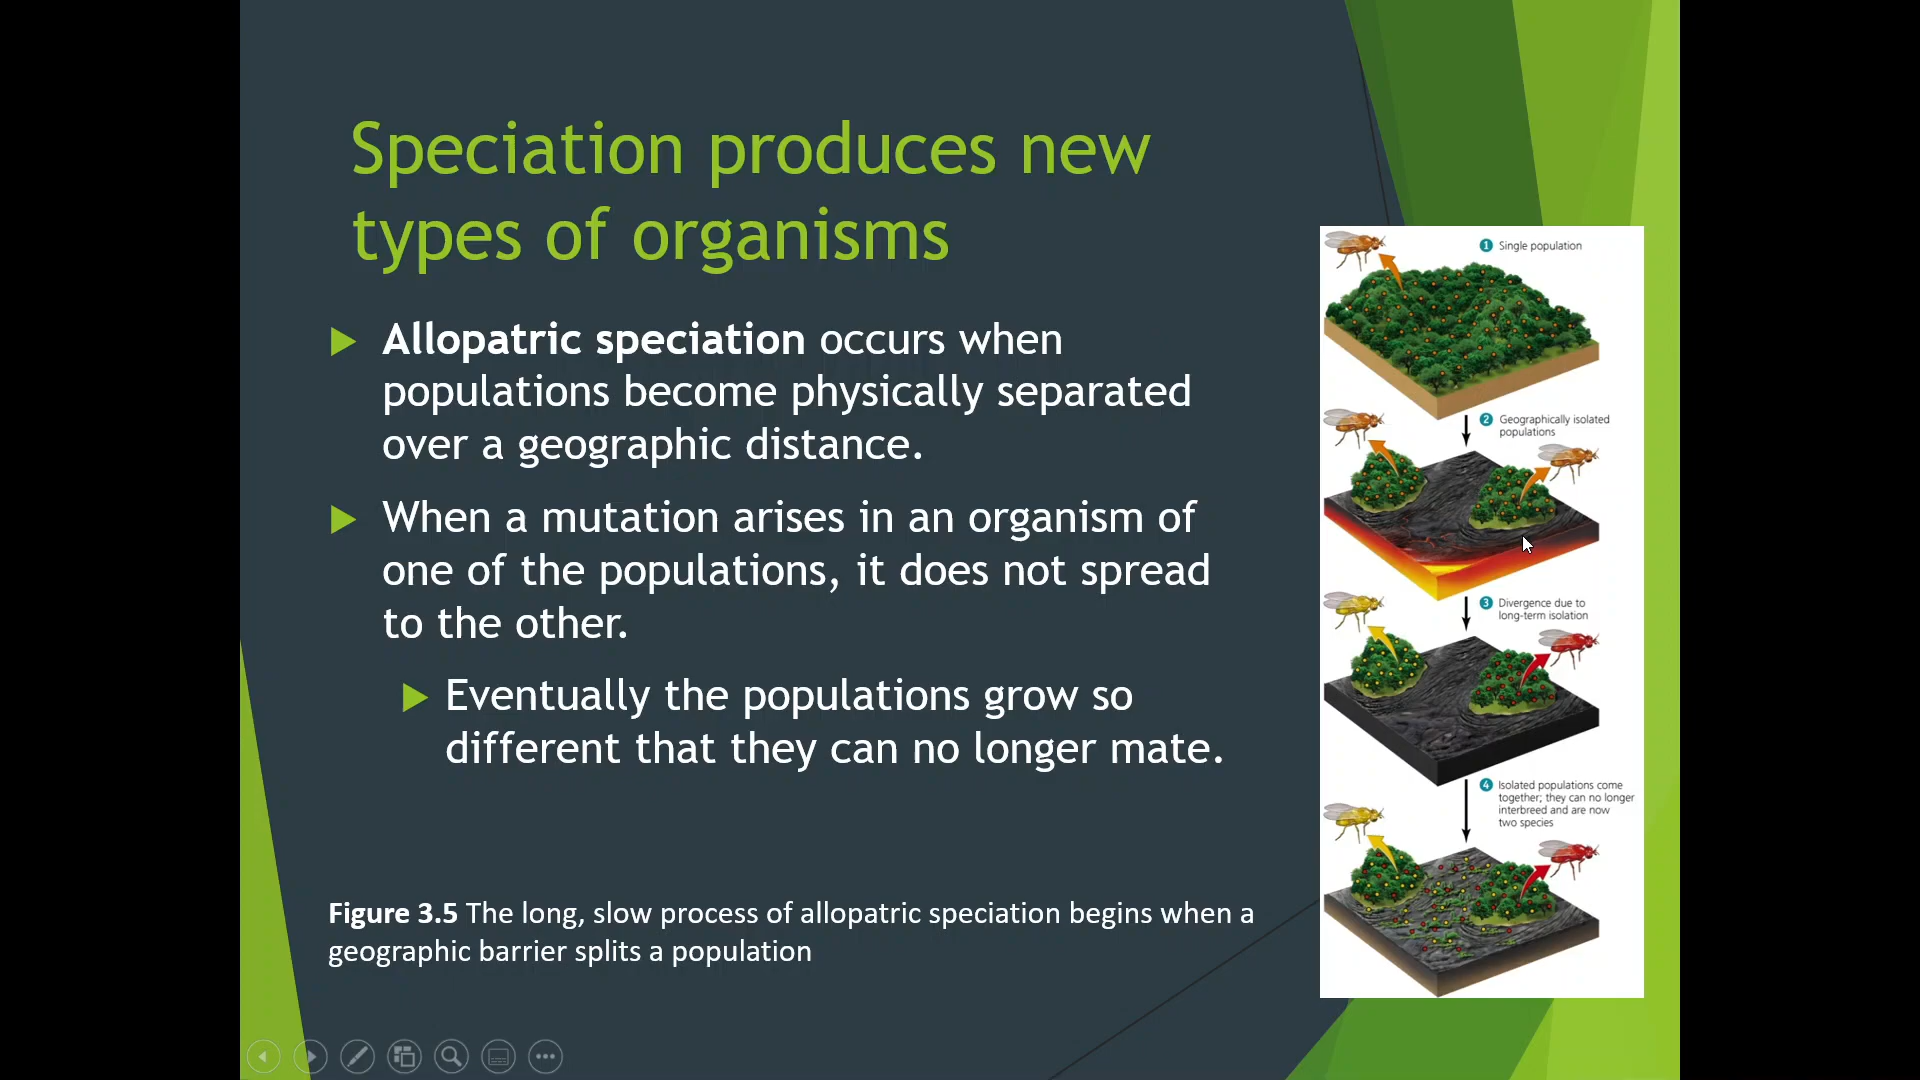 Speciation produces new
types of organisms
Allopatric speciation occurs when
populations become physically separated
over a geographic distance.
When a mutation arises in an organism of
one of the populations, it does not spread
to the other.
Eventually the populations grow so
different that they can no longer mate.
Figure 3.5 The long, slow process of allopatric speciation begins when a
geographic barrier splits a population
1 Single population
2 Geographically isolated
populations
3 Divergence due to
long-term isolation
4 Isolated populations come
together; they can no longer
interbreed and are now
two species